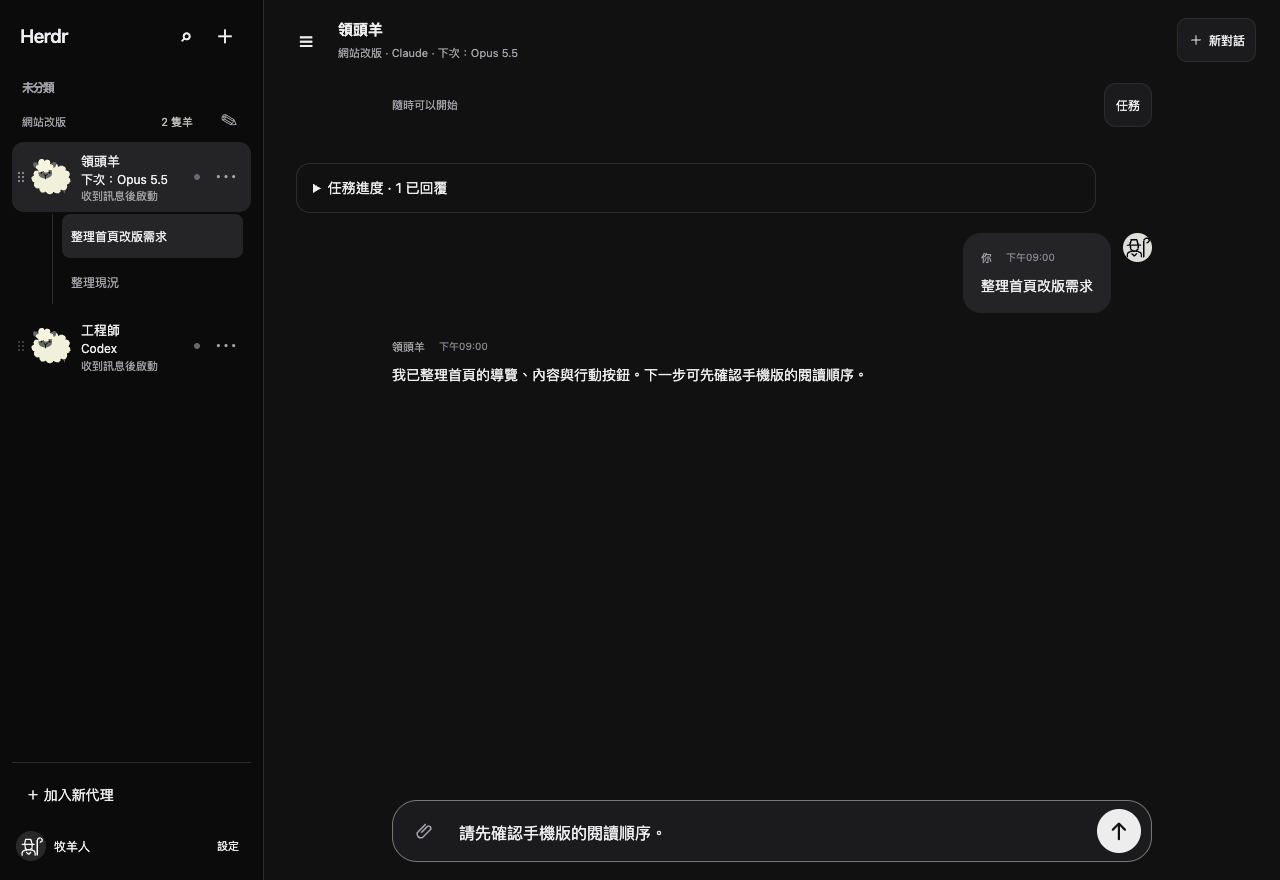 Herdr
未分類
網站改版 2 隻羊
領頭羊
下次：Opus 5.5
收到訊息後啟動
整理首頁改版需求
整理現況
工程師
Codex
收到訊息後啟動
+ 加入新代理
牧羊人 設定
領頭羊
網站改版 · Claude · 下次：Opus 5.5
+ 新對話
隨時可以開始
任務
任務進度 · 1 已回覆
你 下午09:00
整理首頁改版需求
領頭羊 下午09:00
我已整理首頁的導覽、內容與行動按鈕。下一步可先確認手機版的閱讀順序。
請先確認手機版的閱讀順序。